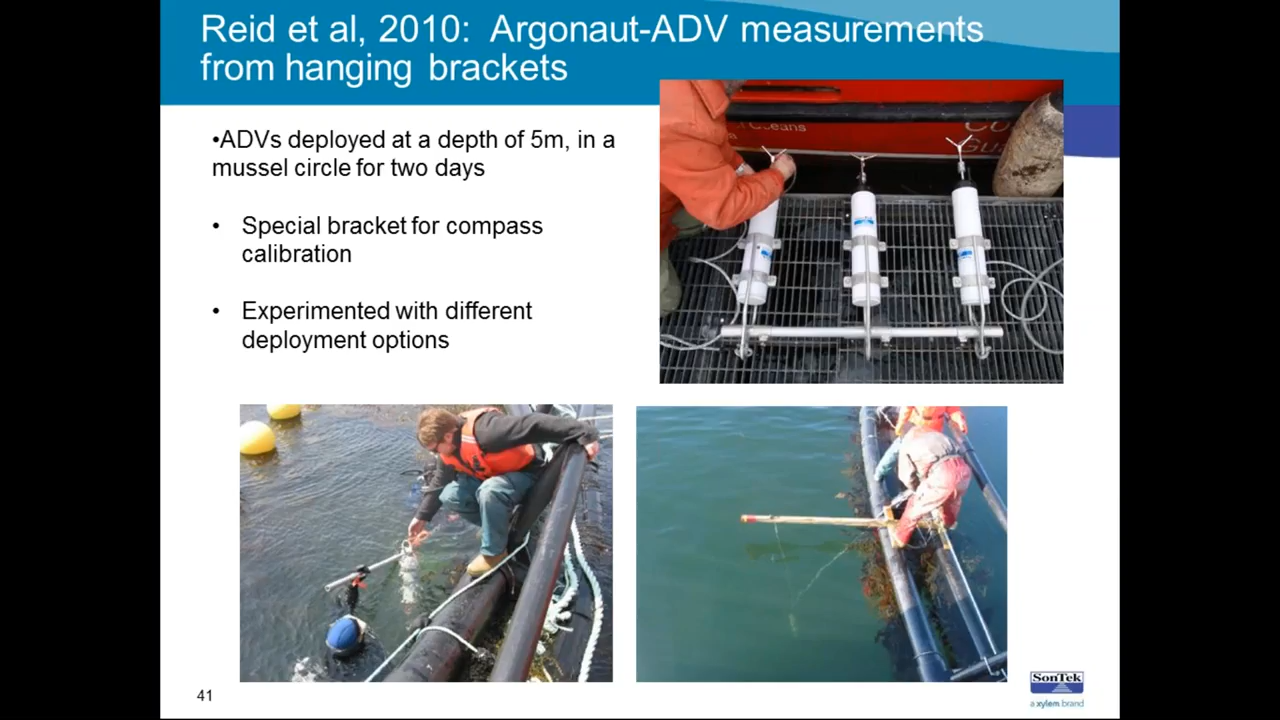 Reid et al, 2010: Argonaut-ADV measurements
from hanging brackets
•ADVs deployed at a depth of 5m, in a
mussel circle for two days
• Special bracket for compass
calibration
• Experimented with different
deployment options
Oceans
41
SonTek
a xylem brand